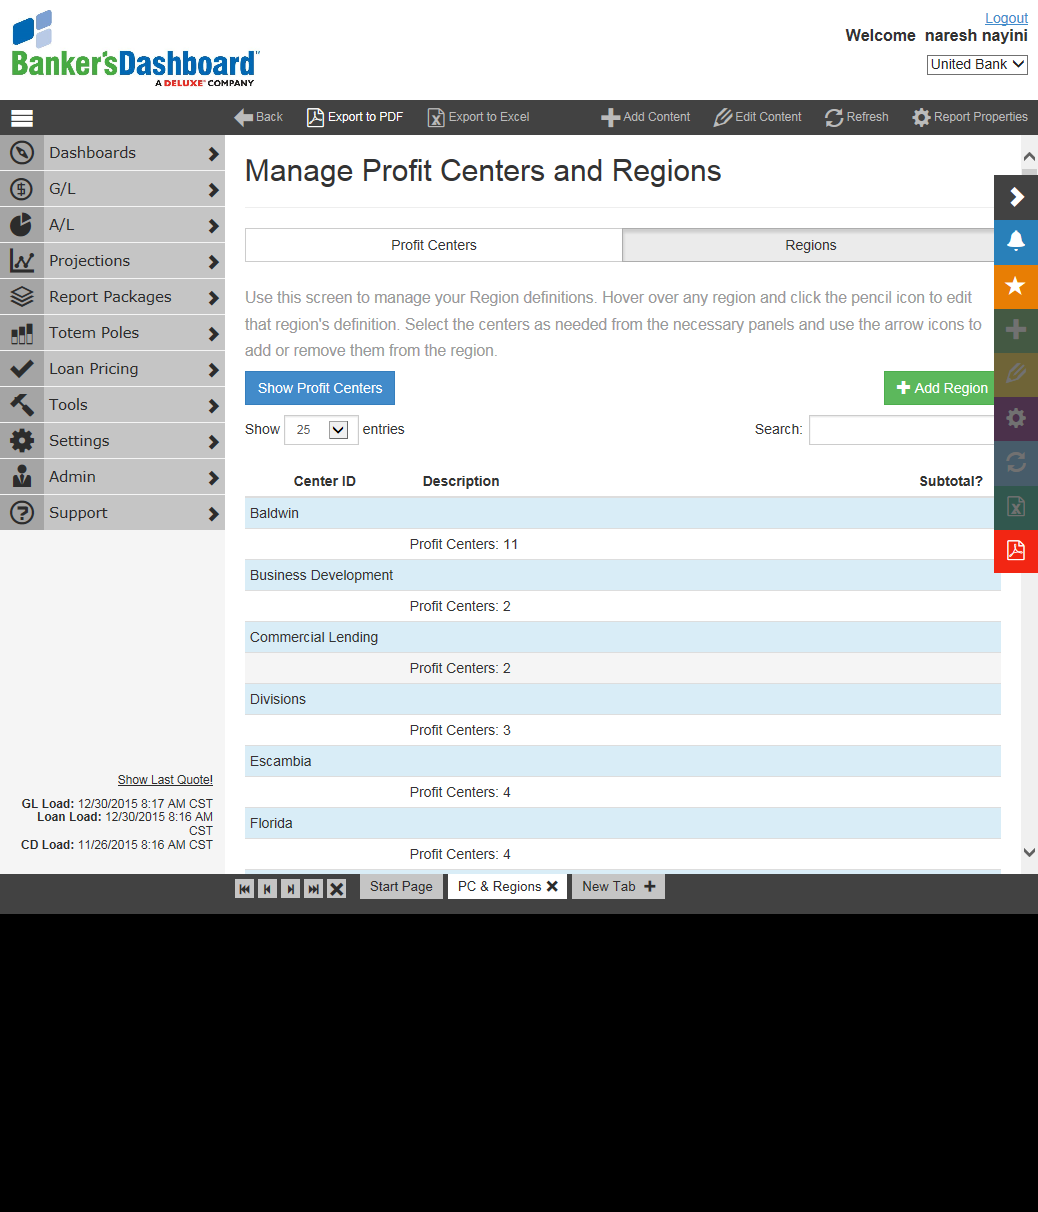 Logout
Banker'sDashboard
A DELUXE COMPANY
Welcome naresh nayini
United Bank
Back Export to PDF Export to Excel Add Content Edit Content Refresh Report Properties
Dashboards
G/L
A/L
Projections
Report Packages
Totem Poles
Loan Pricing
Tools
Settings
Admin
Support
Show Last Quote!
GL Load: 12/30/2015 8:17 AM CST
Loan Load: 12/30/2015 8:16 AM
CST
CD Load: 11/26/2015 8:16 AM CST
Manage Profit Centers and Regions
Profit Centers Regions
Use this screen to manage your Region definitions. Hover over any region and click the pencil icon to edit
that region's definition. Select the centers as needed from the necessary panels and use the arrow icons to
add or remove them from the region.
Show Profit Centers Add Region
Show 25 entries Search:
Center ID Description Subtotal?
Baldwin
Profit Centers: 11
Business Development
Profit Centers: 2
Commercial Lending
Profit Centers: 2
Divisions
Profit Centers: 3
Escambia
Profit Centers: 4
Florida
Profit Centers: 4
Start Page PC & Regions New Tab